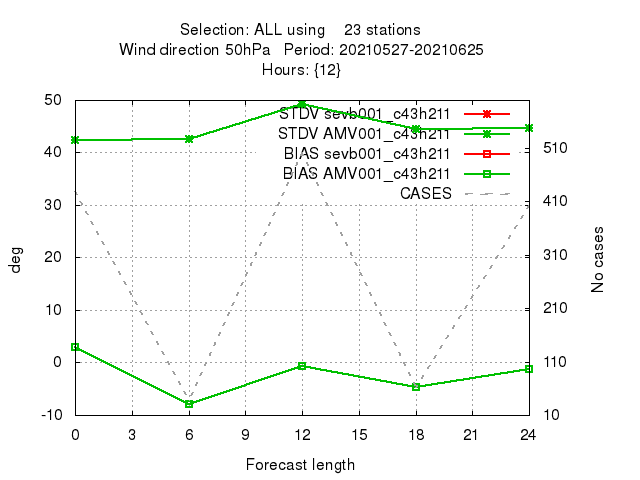 Selection: ALL using 23 stations
Wind direction 50hPa Period: 20210527-20210625
Hours: {12}
STDV sevb001_c43h211
STDV AMV001_c43h211
BIAS sevb001_c43h211
BIAS AMV001_c43h211
CASES
50
40
30
20
10
0
-10
deg
510
410
310
210
110
10
No cases
0 3 6 9 12 15 18 21 24
Forecast length